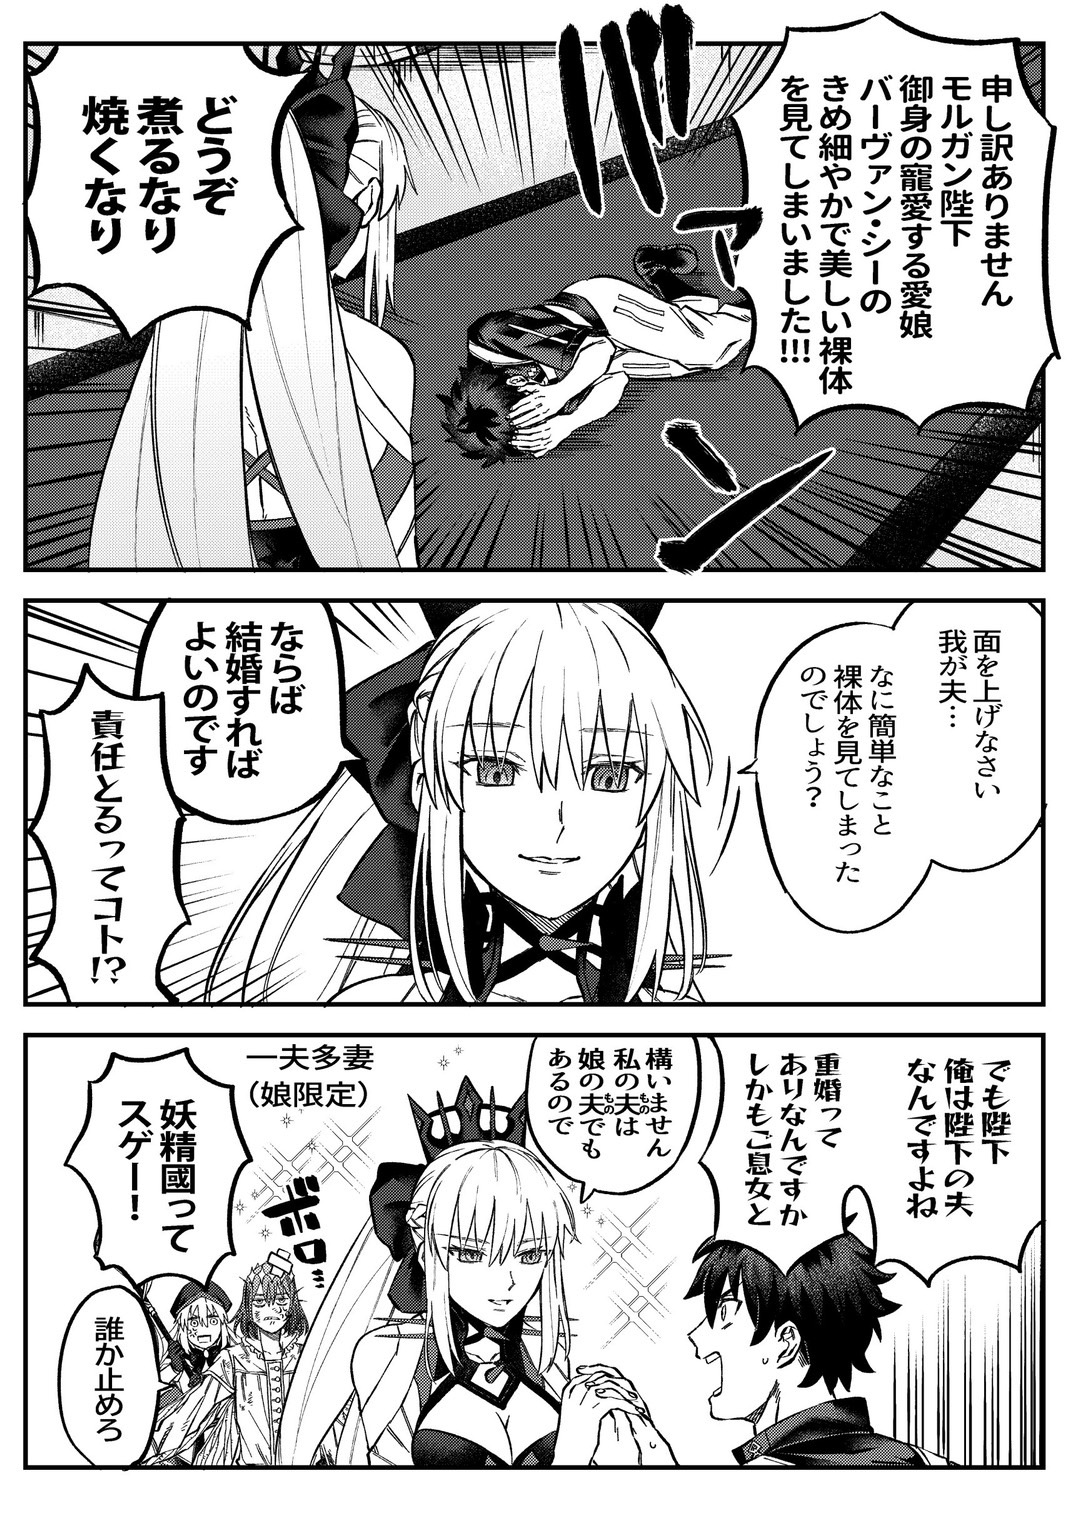 申し訳ありません
モルガン陛下
御身の寵愛する愛娘
バーヴァン・シーの
きめ細やかで美しい裸体
を見てしまいました!!!
どうぞ
煮るなり
焼くなり
面を上げなさい
我が夫…
なに簡単なこと
裸体を見てしまった
のでしょう？
ならば
結婚すれば
よいのです
責任とるってコト!?
でも陛下
俺は陛下の夫
なんですよね
重婚って
ありなんですか
しかもご息女と
構いません
私の夫は
もの
娘の夫でも
もの
あるので
一夫多妻
（娘限定）
ボロ…
妖精國って
スゲー！
誰か止めろ